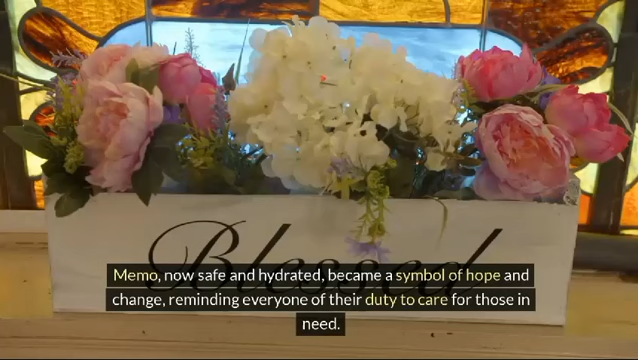 Blessed
Memo, now safe and hydrated, became a symbol of hope and
change, reminding everyone of their duty to care for those in
need.